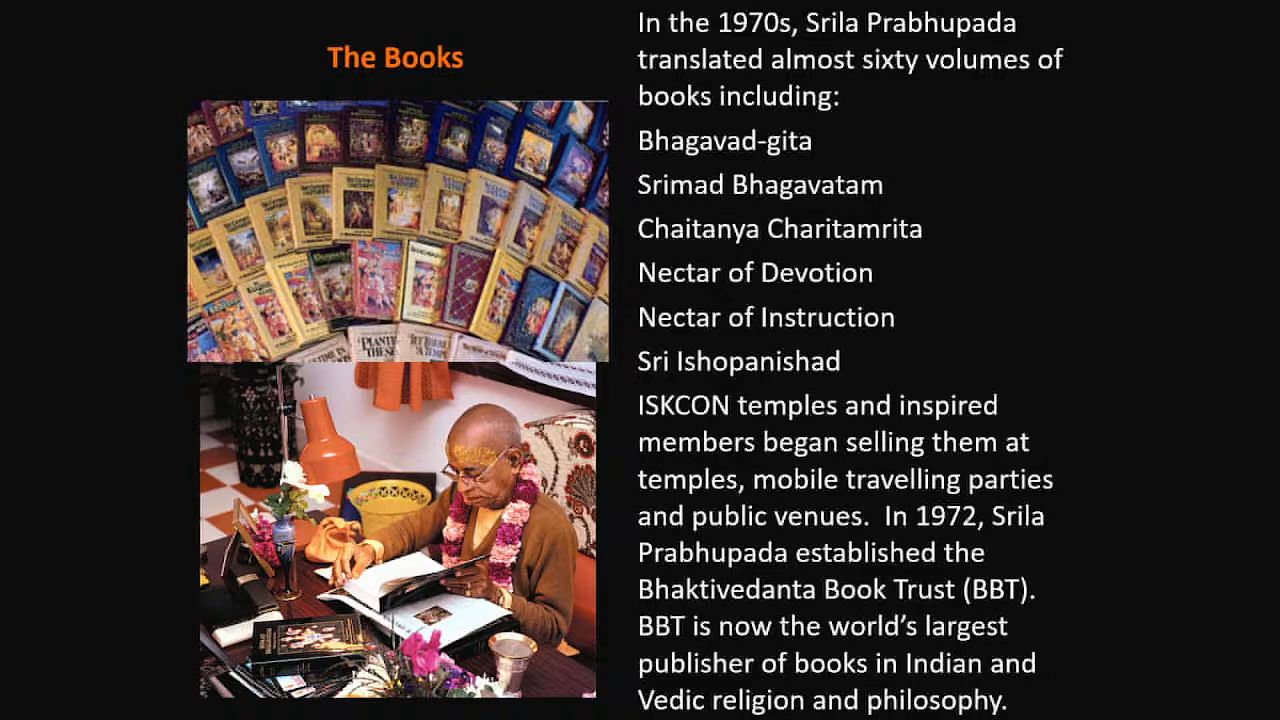 The Books
In the 1970s, Srila Prabhupada
translated almost sixty volumes of
books including:
Bhagavad-gita
Srimad Bhagavatam
Chaitanya Charitamrita
Nectar of Devotion
Nectar of Instruction
Sri Ishopanishad
ISKCON temples and inspired
members began selling them at
temples, mobile travelling parties
and public venues.  In 1972, Srila
Prabhupada established the
Bhaktivedanta Book Trust (BBT).
BBT is now the world’s largest
publisher of books in Indian and
Vedic religion and philosophy.